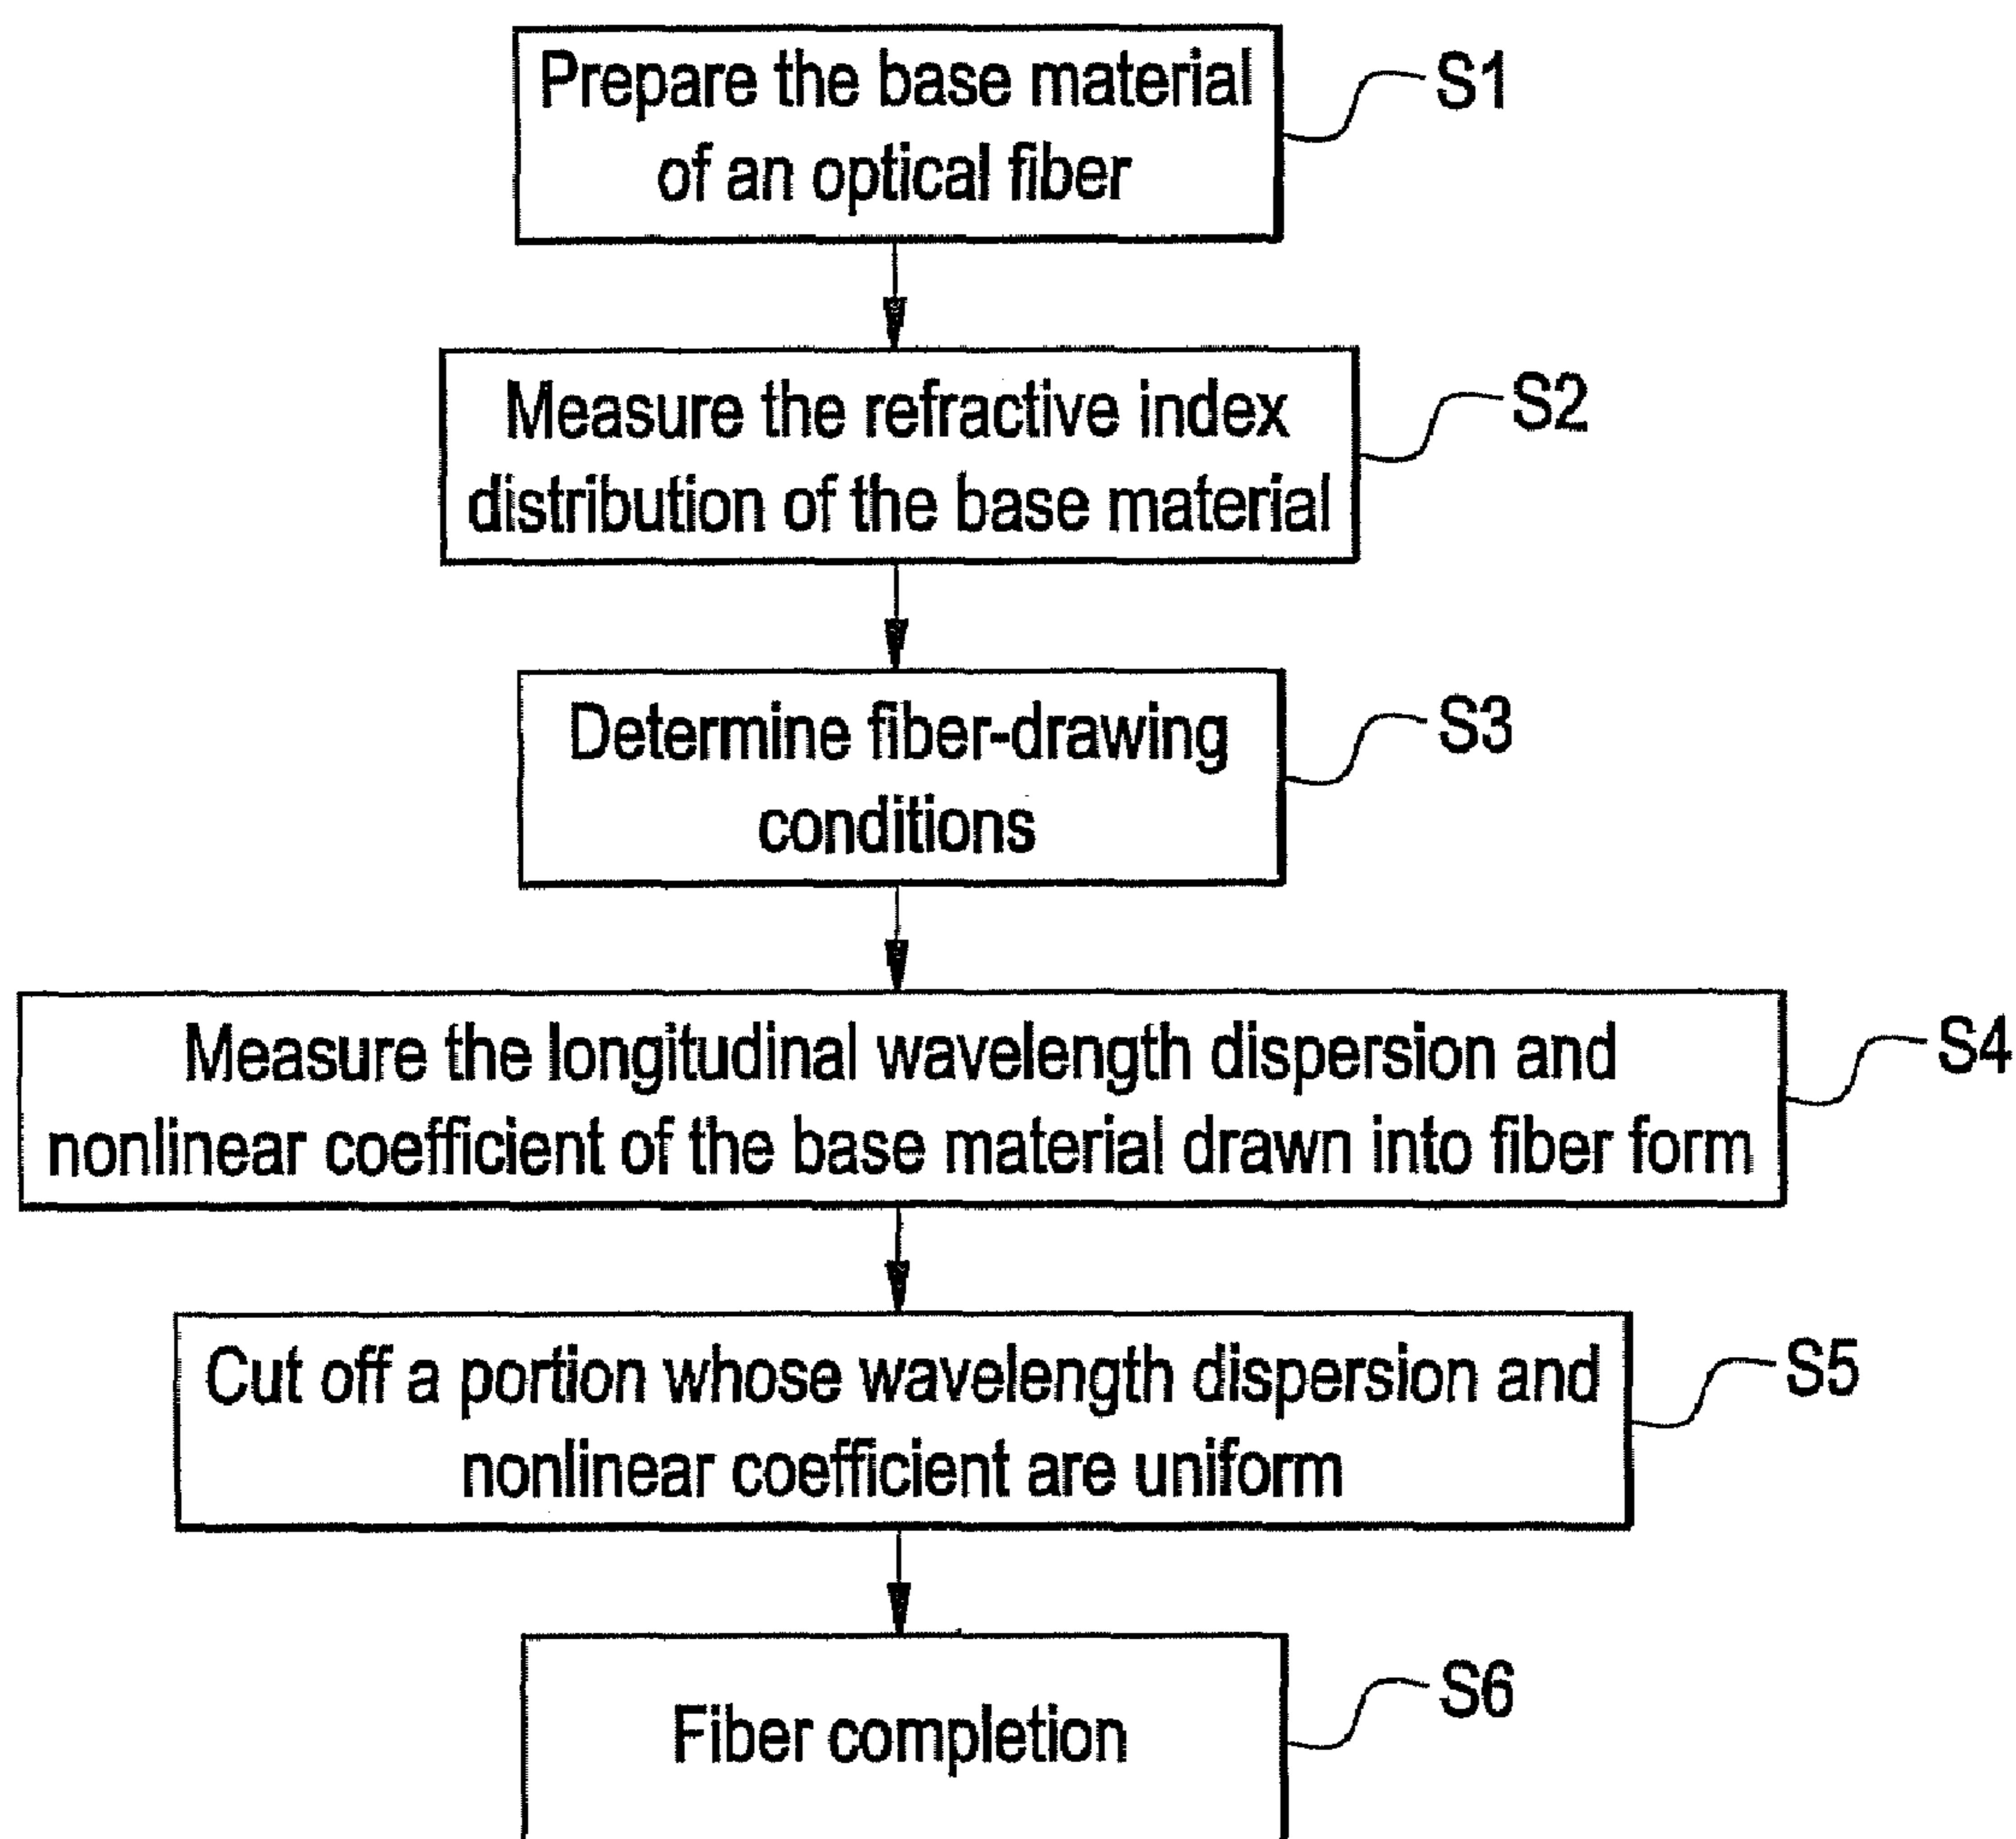 Prepare the base material
of an optical fiber
S1
Measure the refractive index
distribution of the base material
S2
Determine fiber-drawing
conditions
S3
Measure the longitudinal wavelength dispersion and
nonlinear coefficient of the base material drawn into fiber form
S4
Cut off a portion whose wavelength dispersion and
nonlinear coefficient are uniform
S5
Fiber completion
S6